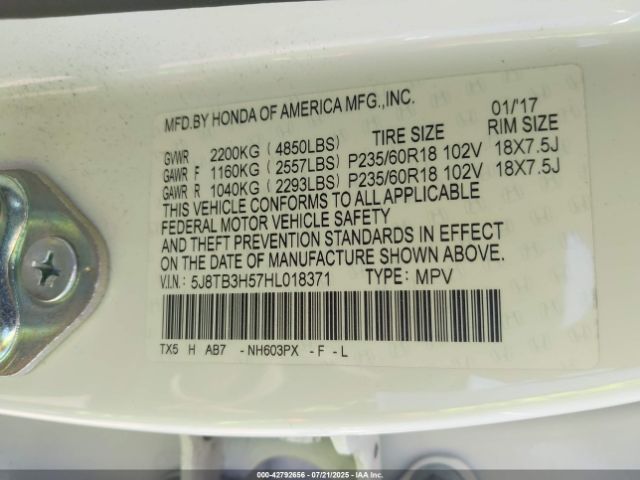 MFD.BY HONDA OF AMERICA MFG.,INC. 01/'17
GVWR 2200KG (4850LBS) TIRE SIZE RIM SIZE
GAWR F 1160KG (2557LBS) P235/60R18 102V 18X7.5J
GAWR R 1040KG (2293LBS) P235/60R18 102V 18X7.5J
THIS VEHICLE CONFORMS TO ALL APPLICABLE
FEDERAL MOTOR VEHICLE SAFETY
AND THEFT PREVENTION STANDARDS IN EFFECT
ON THE DATE OF MANUFACTURE SHOWN ABOVE.
V.I.N.: 5J8TB3H57HL018371 TYPE: MPV
TX5 H AB7 -NH603PX -F-L
000-42792656 - 07/21/2025 - IAAI.COM